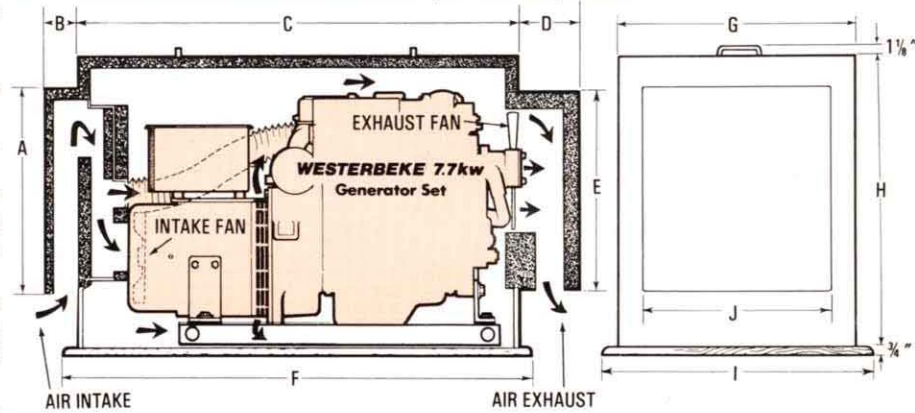 B
C
D
G
1⅛"
A
EXHAUST FAN
WESTERBEKE 7.7kw
Generator Set
INTAKE FAN
E
H
J
F
I
¾"
AIR INTAKE
AIR EXHAUST